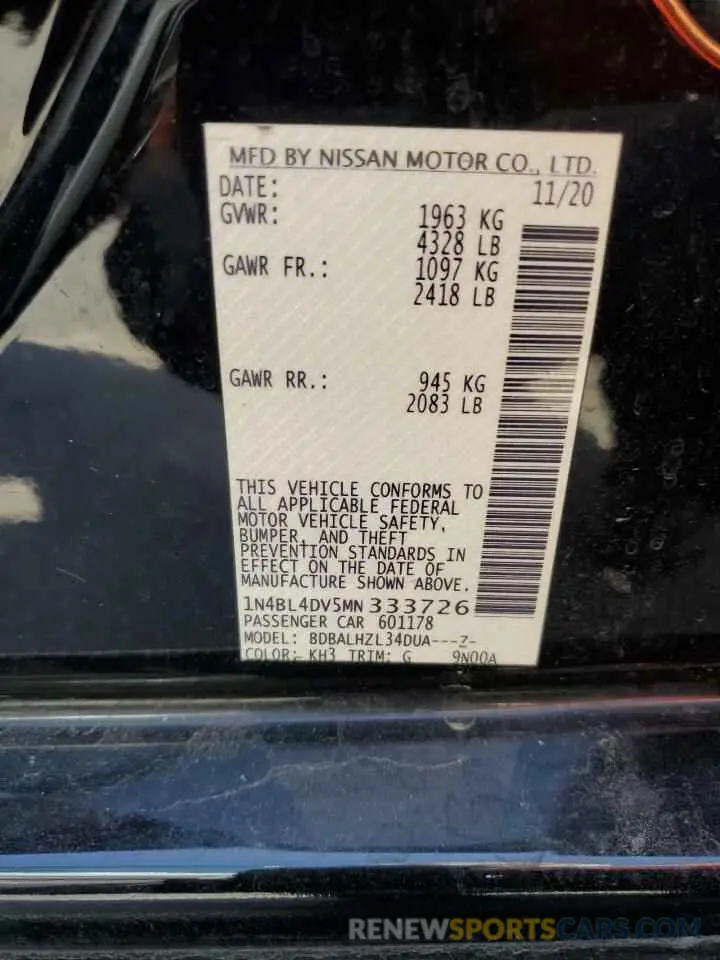 MFD BY NISSAN MOTOR CO., LTD.
DATE: 11/20
GVWR: 1963 KG
4328 LB
GAWR FR.: 1097 KG
2418 LB
GAWR RR.: 945 KG
2083 LB
THIS VEHICLE CONFORMS TO
ALL APPLICABLE FEDERAL
MOTOR VEHICLE SAFETY,
BUMPER, AND THEFT
PREVENTION STANDARDS IN
EFFECT ON THE DATE OF
MANUFACTURE SHOWN ABOVE.
1N4BL4DV5MN333726
PASSENGER CAR 601178
MODEL: BDBALHZL34DUA---Z-
COLOR: KH3 TRIM: G 9N00A
RENEWSPORTSCARS.COM